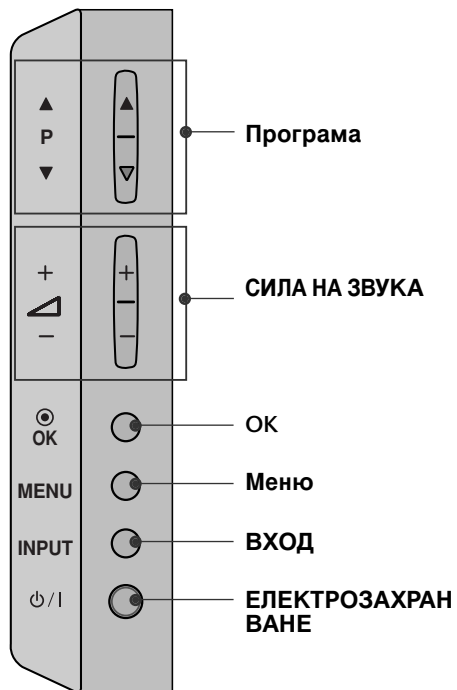 ▲
P
▼
Програма
+
−
+
−
СИЛА НА ЗВУКА
OK
OK
MENU
Меню
INPUT
ВХОД
⏻/I
ЕЛЕКТРОЗАХРАН
ВАНЕ